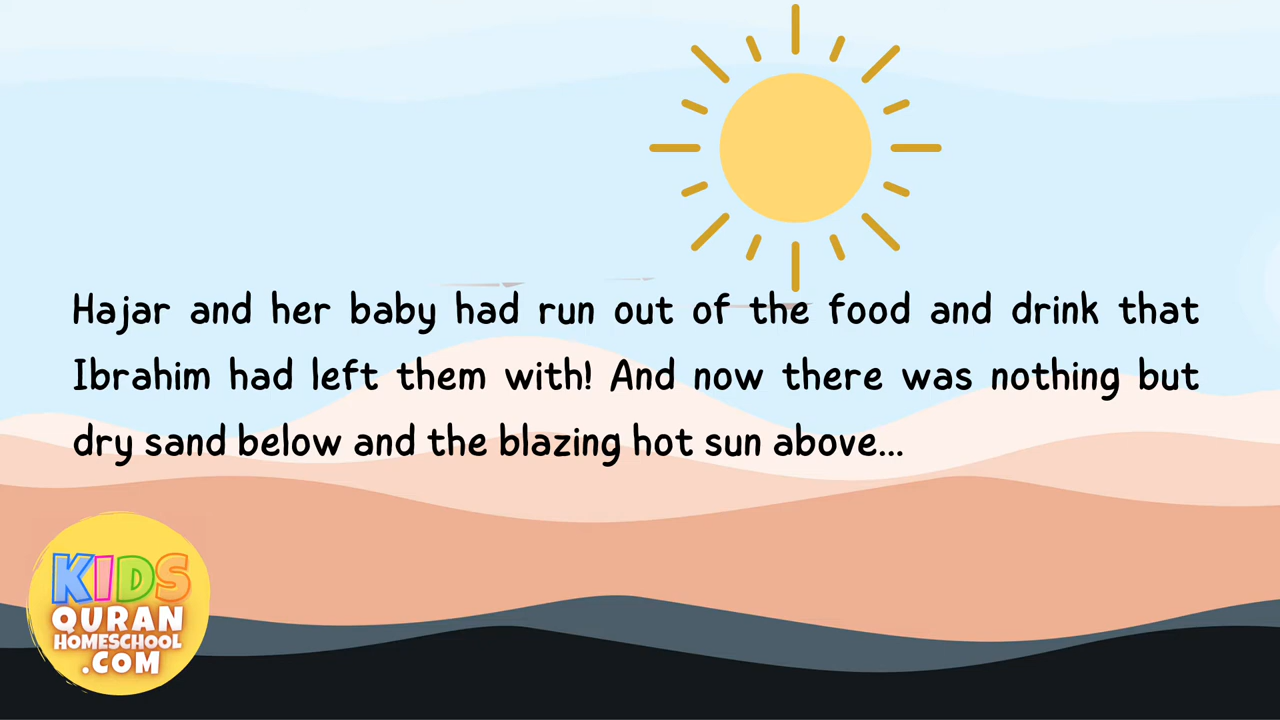 Hajar and her baby had run out of the food and drink that
Ibrahim had left them with! And now there was nothing but
dry sand below and the blazing hot sun above...
KIDS
QURAN
HOMESCHOOL
.COM